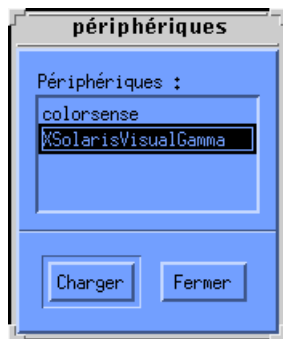 périphériques
Périphériques :
colorsense
XSolarisVisualGamma
Charger
Fermer